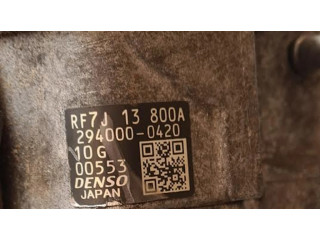 RF7J 13 800A
294000-0420
10G
00553
DENSO
JAPAN